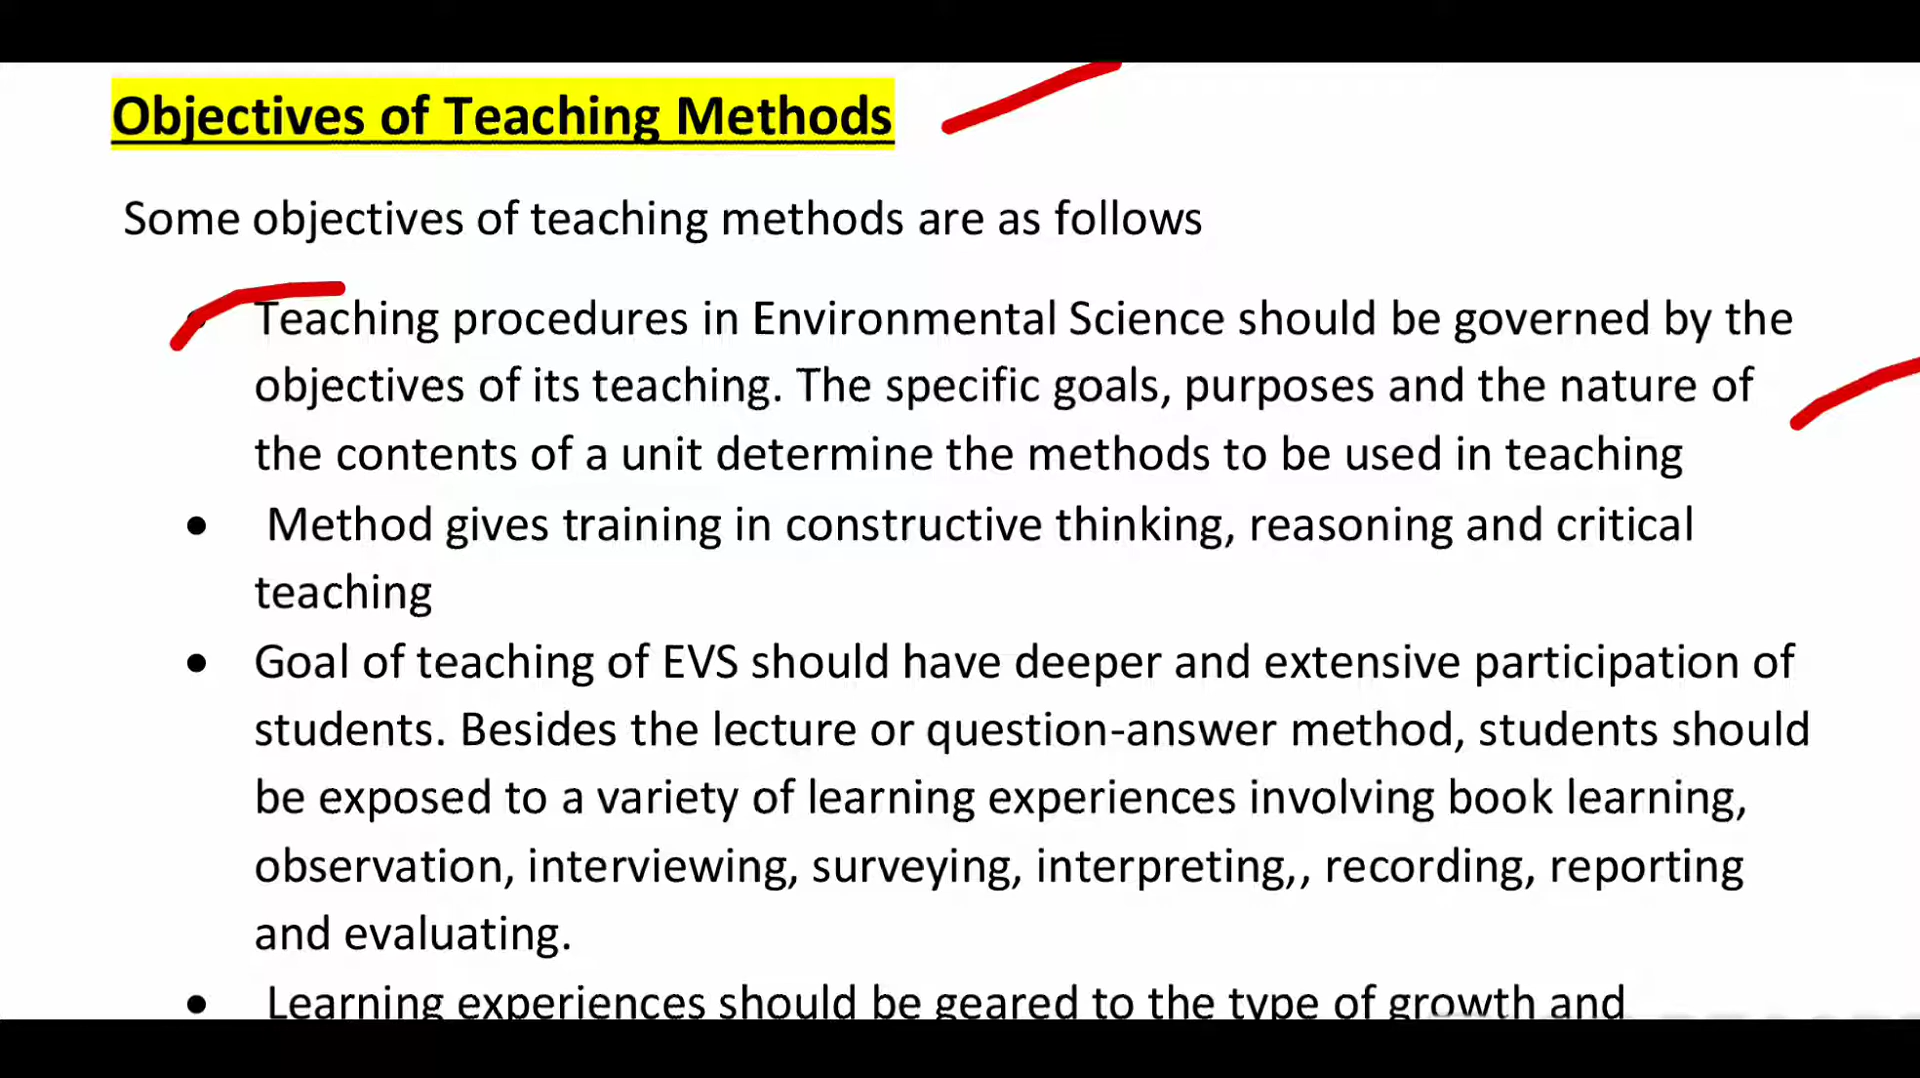 Objectives of Teaching Methods
Some objectives of teaching methods are as follows
• Teaching procedures in Environmental Science should be governed by the
objectives of its teaching. The specific goals, purposes and the nature of
the contents of a unit determine the methods to be used in teaching
• Method gives training in constructive thinking, reasoning and critical
teaching
• Goal of teaching of EVS should have deeper and extensive participation of
students. Besides the lecture or question-answer method, students should
be exposed to a variety of learning experiences involving book learning,
observation, interviewing, surveying, interpreting,, recording, reporting
and evaluating.
• Learning experiences should be geared to the type of growth and